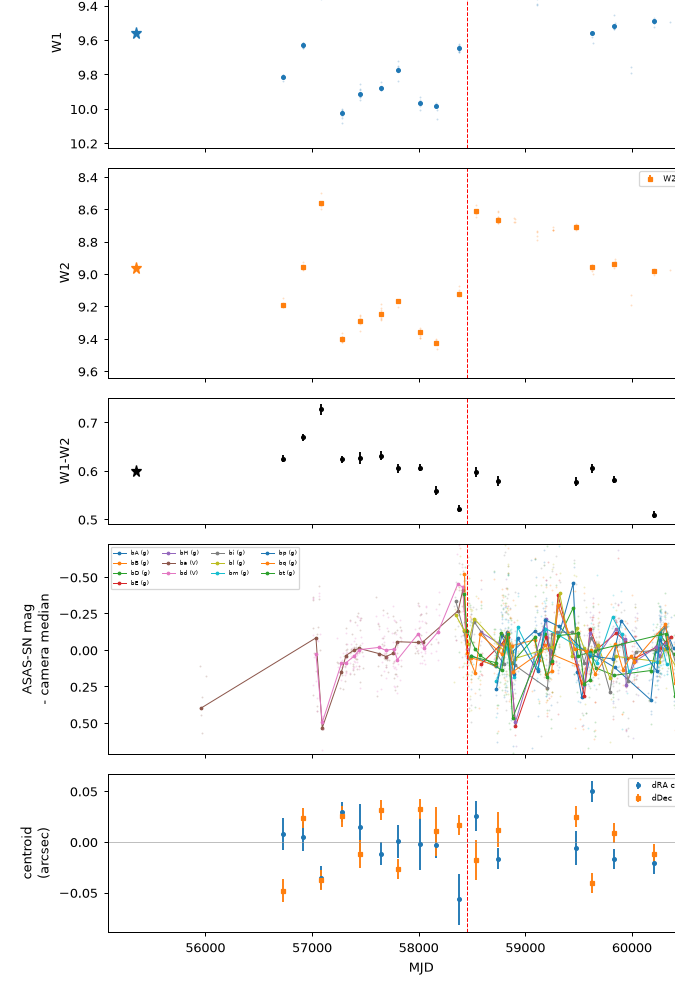 9.4
9.6
9.8
10.0
10.2
W1
8.4
8.6
8.8
9.0
9.2
9.4
9.6
W2
W2
0.7
0.6
0.5
W1-W2
−0.50
−0.25
0.00
0.25
0.50
ASAS-SN mag
- camera median
bA (g) bH (g) bi (g) bp (g)
bB (g) ba (V) bl (g) bq (g)
bD (g) bd (V) bm (g) bt (g)
bE (g)
0.05
0.00
−0.05
centroid
(arcsec)
dRA c
dDec
56000 57000 58000 59000 60000
MJD